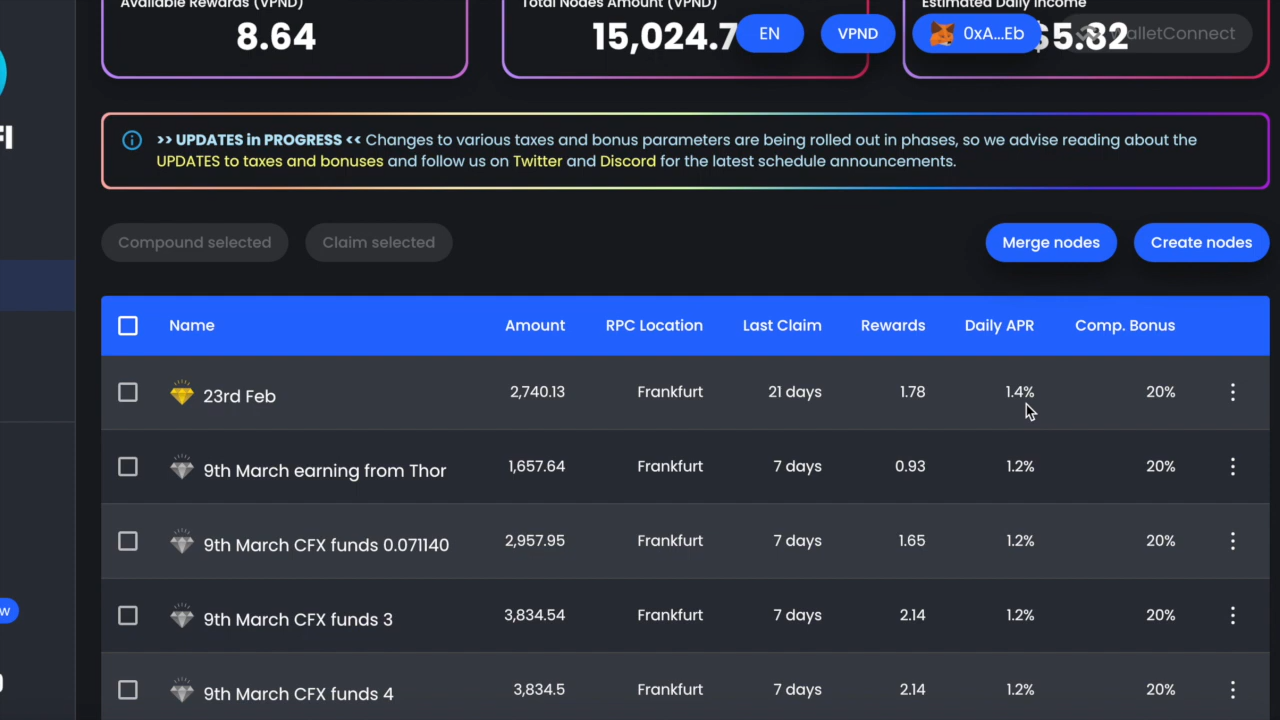 Available Rewards (VPND)
8.64
Total Nodes Amount (VPND)
15,024.7
Estimated Daily Income
$5.82
EN
VPND
0xA...Eb
WalletConnect
FI
>> UPDATES in PROGRESS << Changes to various taxes and bonus parameters are being rolled out in phases, so we advise reading about the
UPDATES to taxes and bonuses and follow us on Twitter and Discord for the latest schedule announcements.
Compound selected
Claim selected
Merge nodes
Create nodes
Name Amount RPC Location Last Claim Rewards Daily APR Comp. Bonus
23rd Feb 2,740.13 Frankfurt 21 days 1.78 1.4% 20%
9th March earning from Thor 1,657.64 Frankfurt 7 days 0.93 1.2% 20%
9th March CFX funds 0.071140 2,957.95 Frankfurt 7 days 1.65 1.2% 20%
9th March CFX funds 3 3,834.54 Frankfurt 7 days 2.14 1.2% 20%
9th March CFX funds 4 3,834.5 Frankfurt 7 days 2.14 1.2% 20%